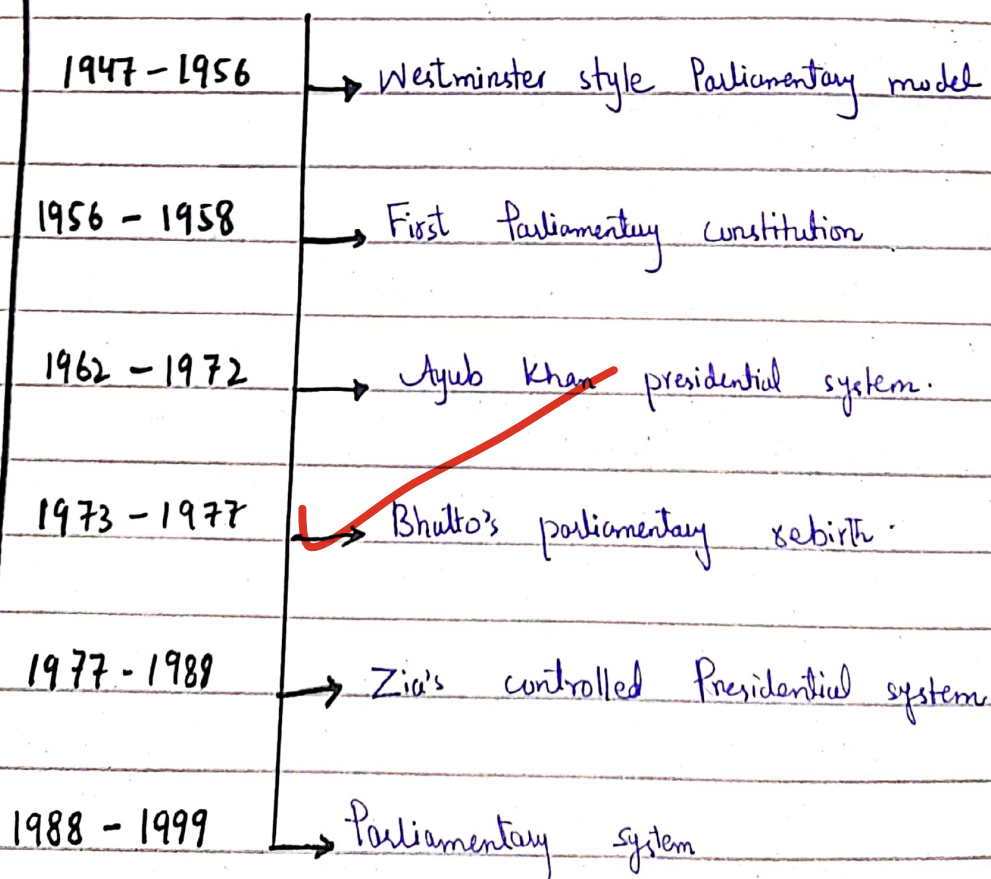 1947 - 1956 → Westminster style Parliamentary model
1956 - 1958 → First Parliamentary constitution
1962 - 1972 → Ayub Khan presidential system.
1973 - 1977 → Bhutto's parliamentary rebirth.
1977 - 1988 → Zia's controlled Presidential system
1988 - 1999 → Parliamentary system